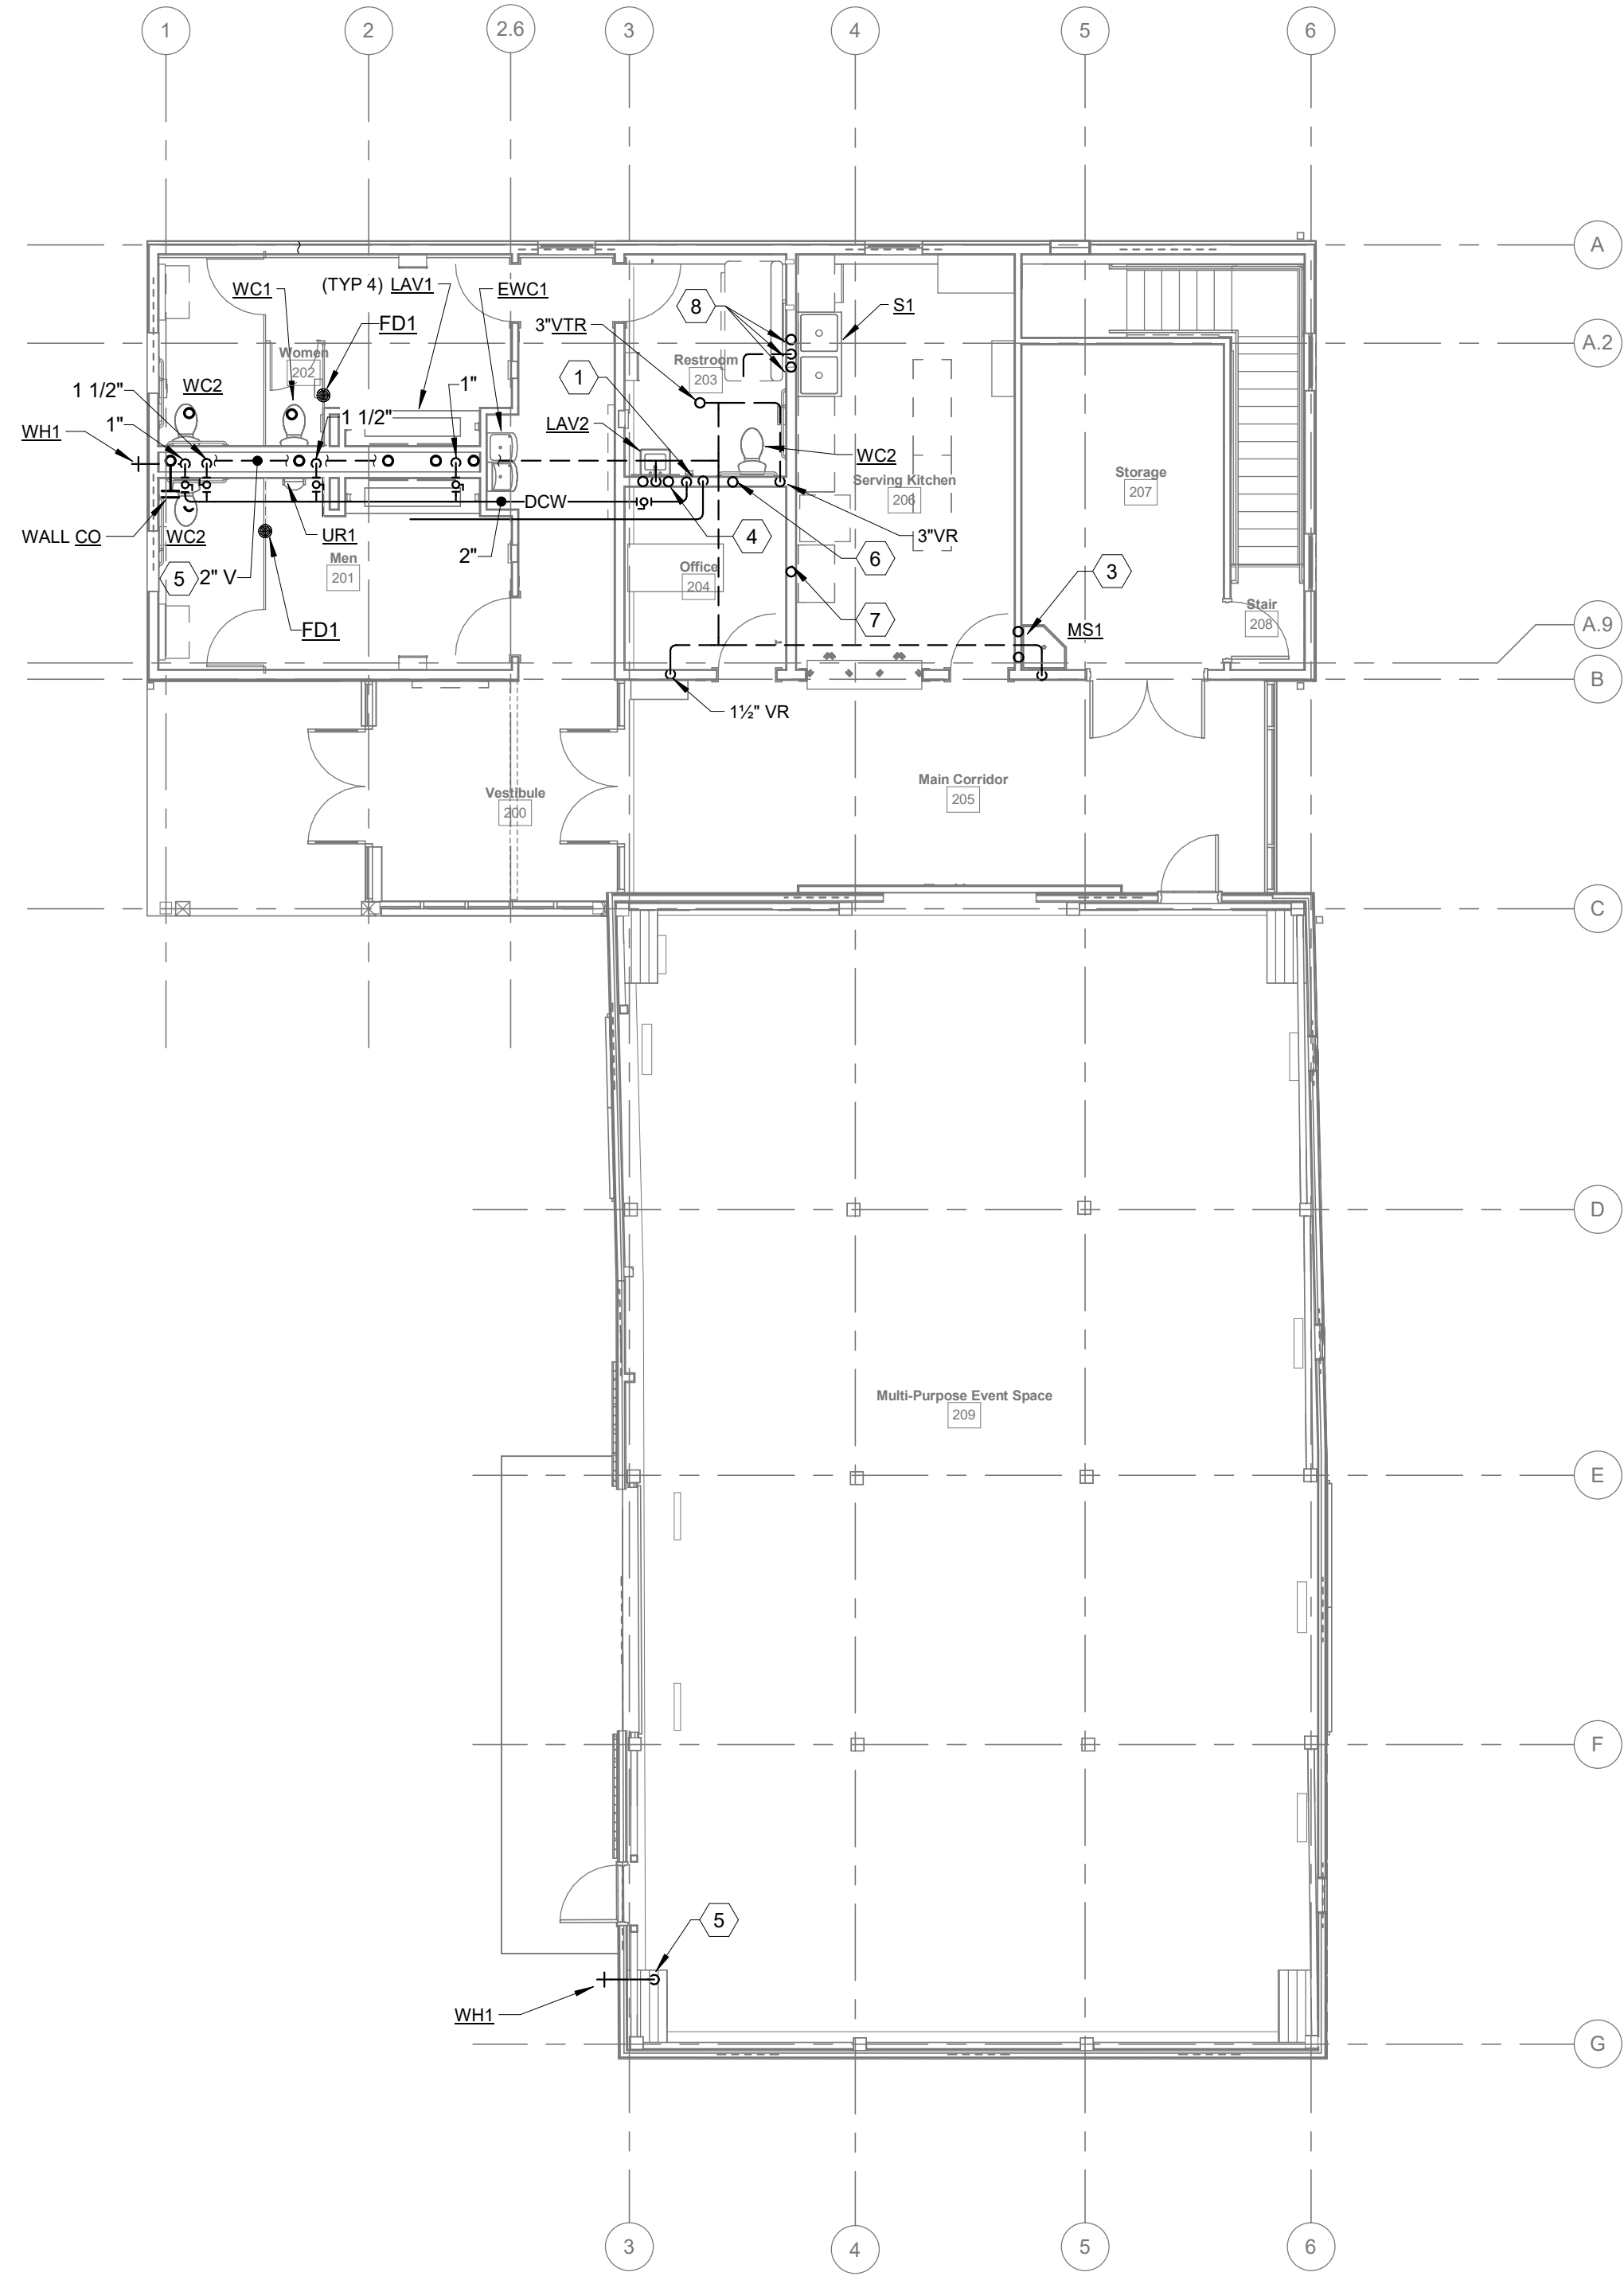 1 2 2.6 3 4 5 6
A
8
S1
WC1
(TYP 4) LAV1
EWC1
3"VTR
FD1
A.2
Women
202
Restroom
203
1
1 1/2"
WC2
1"
1 1/2"
LAV2
1"
WH1
WC2
Storage
207
Serving Kitchen
206
DCW
WALL CO
WC2
UR1
2"
4
3"VR
6
Men
201
5 2" V
Office
204
3
7
Stair
208
FD1
MS1
A.9
B
1½" VR
Main Corridor
205
Vestibule
200
C
D
Multi-Purpose Event Space
209
E
F
5
WH1
G
3 4 5 6